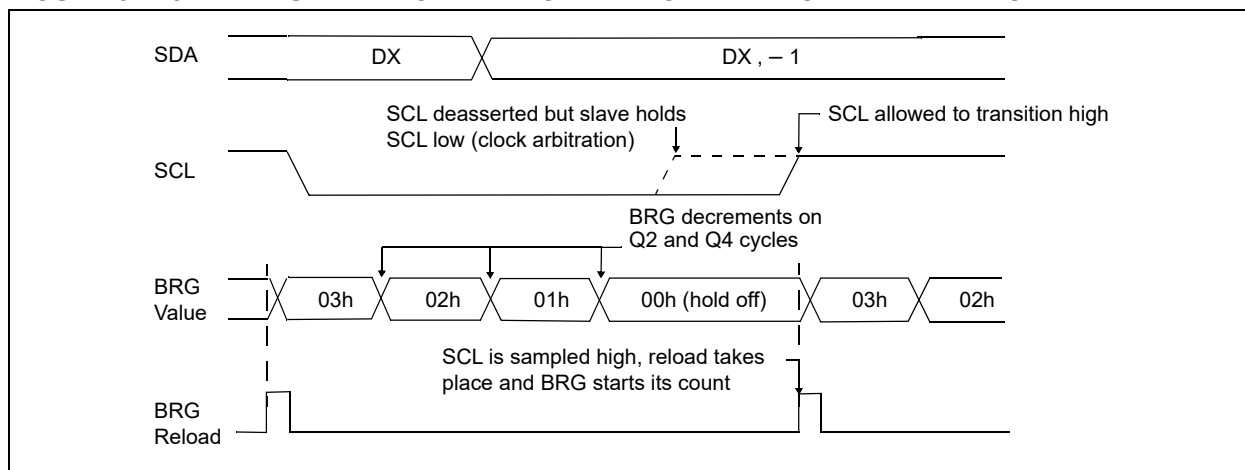 SDA
DX
DX , – 1
SCL deasserted but slave holds
SCL low (clock arbitration)
SCL allowed to transition high
SCL
BRG decrements on
Q2 and Q4 cycles
BRG
Value
03h
02h
01h
00h (hold off)
03h
02h
SCL is sampled high, reload takes
place and BRG starts its count
BRG
Reload